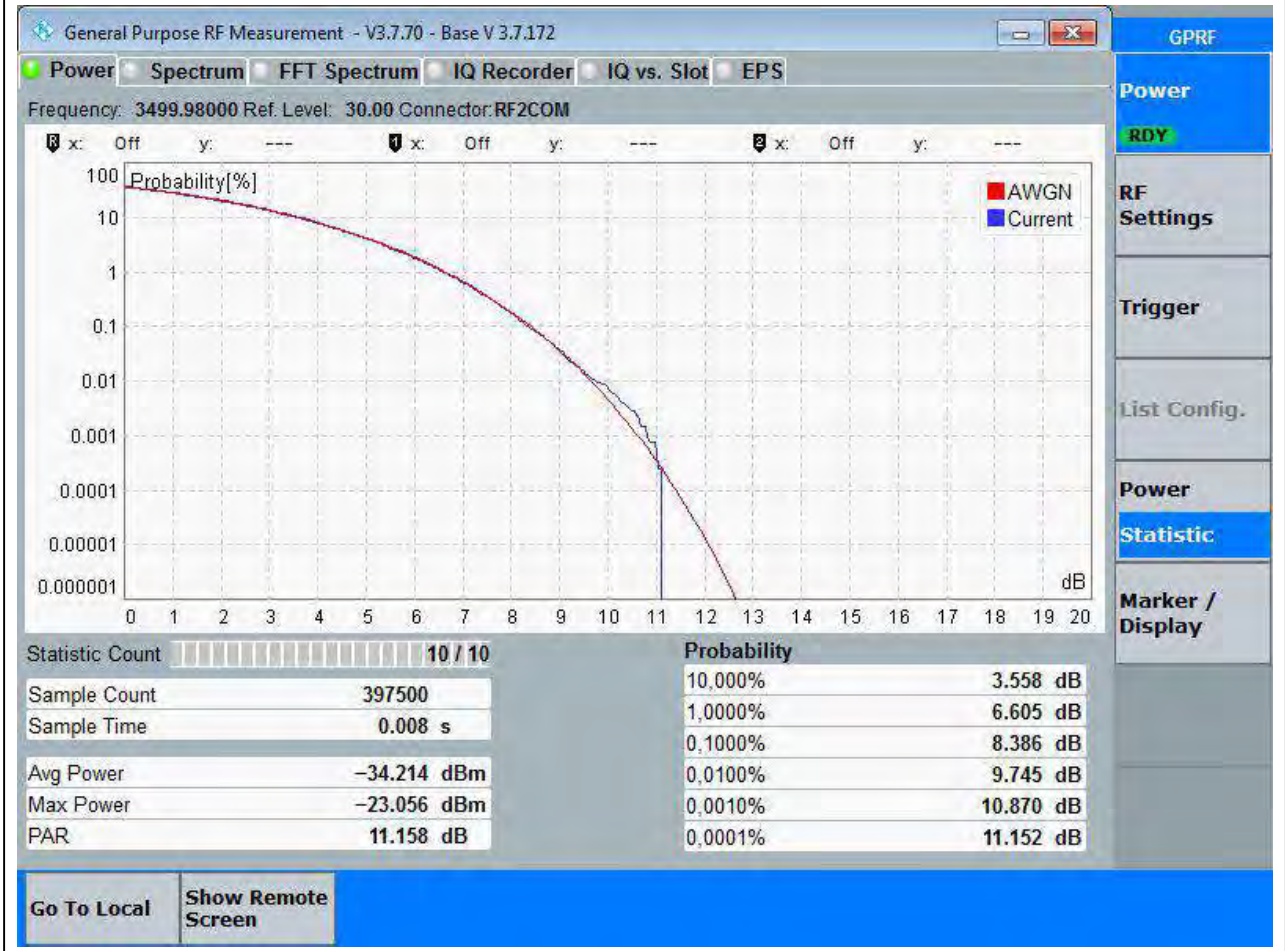 General Purpose RF Measurement - V3.7.70 - Base V 3.7.172
GPRF
Power Spectrum FFT Spectrum IQ Recorder IQ vs. Slot EPS
Power
RDY
Frequency: 3499.98000 Ref. Level: 30.00 Connector:RF2COM
R x: Off y: --- 1 x: Off y: --- 2 x: Off y: ---
Probability[%]
AWGN
Current
100
10
1
0.1
0.01
0.001
0.0001
0.00001
0.000001
dB
0 1 2 3 4 5 6 7 8 9 10 11 12 13 14 15 16 17 18 19 20
RF Settings
Trigger
List Config.
Power
Statistic
Marker /
Display
Statistic Count 10 / 10
Sample Count 397500
Sample Time 0.008 s
Avg Power −34.214 dBm
Max Power −23.056 dBm
PAR 11.158 dB
Probability
10,000% 3.558 dB
1,0000% 6.605 dB
0,1000% 8.386 dB
0,0100% 9.745 dB
0,0010% 10.870 dB
0,0001% 11.152 dB
Go To Local
Show Remote
Screen